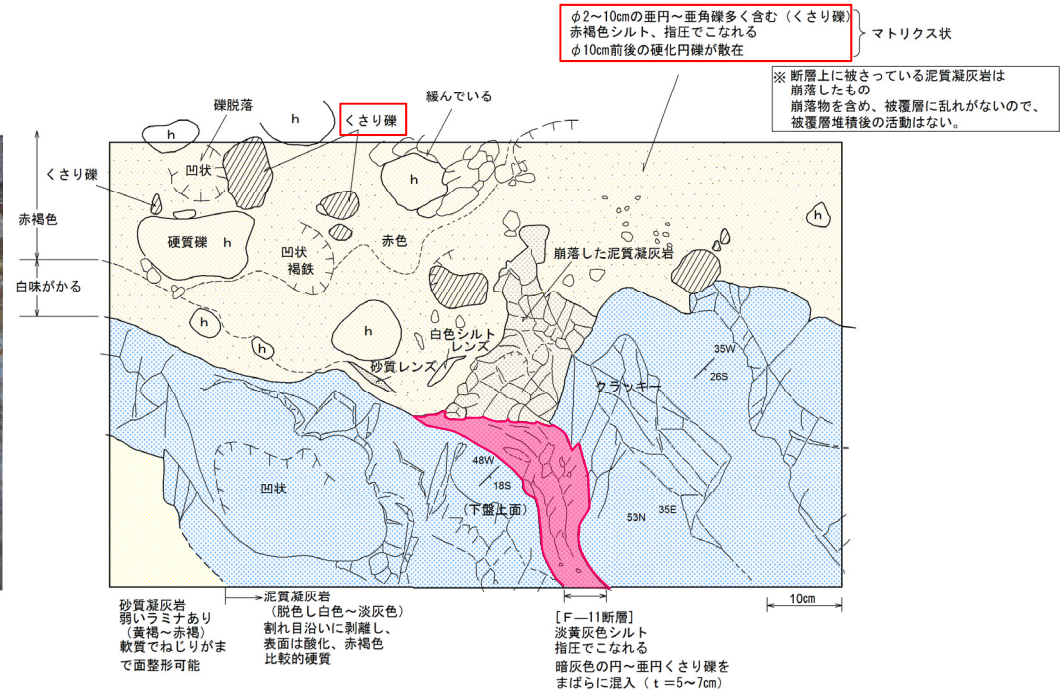 φ2～10cmの亜円～亜角礫多く含む（くさり礫）
赤褐色シルト、指圧でこなれる
φ10cm前後の硬化円礫が散在
マトリクス状
※ 断層上に被さっている泥質凝灰岩は
崩落したもの
崩落物を含め、被覆層に乱れがないので、
被覆層堆積後の活動はない。
礫脱落
くさり礫
緩んでいる
h
h
h
凹状
くさり礫
赤褐色
硬質礫 h
凹状
褐鉄
赤色
崩落した泥質凝灰岩
h
白味がかる
h
h
h
白色シルト
レンズ
砂質レンズ
クラッキー
35W
26S
48W
18S
（下盤上面）
凹状
53N
35E
砂質凝灰岩
弱いラミナあり
（黄褐～赤褐）
軟質でねじりがま
で面整形可能
泥質凝灰岩
（脱色し白色～淡灰色）
割れ目沿いに剥離し、
表面は酸化、赤褐色
比較的硬質
[F―11断層]
淡黄灰色シルト
指圧でこなれる
暗灰色の円～亜円くさり礫を
まばらに混入（t＝5～7cm）
10cm